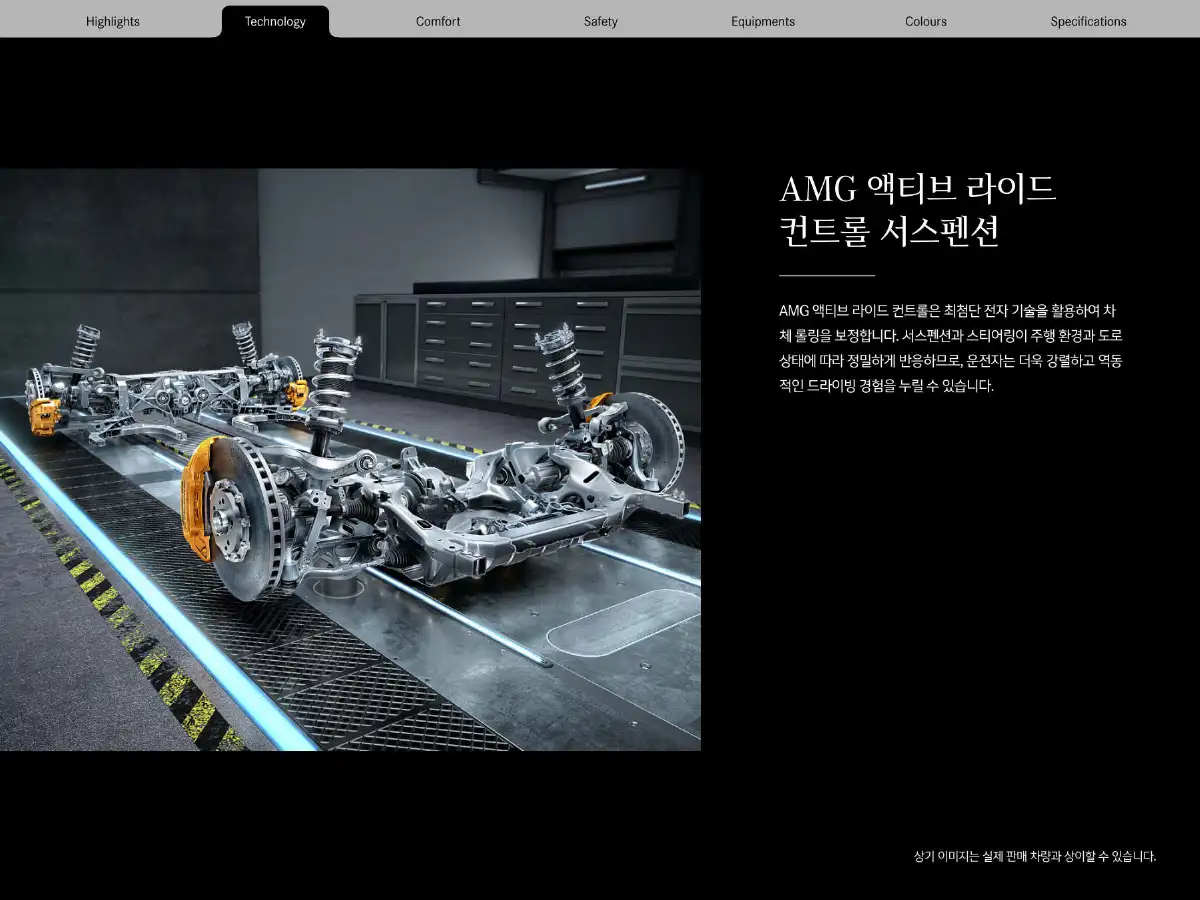 Highlights
Technology
Comfort
Safety
Equipments
Colours
Specifications
AMG 액티브 라이드
컨트롤 서스펜션
AMG 액티브 라이드 컨트롤은 최첨단 전자 기술을 활용하여 차
체 롤링을 보정합니다. 서스펜션과 스티어링이 주행 환경과 도로
상태에 따라 정밀하게 반응하므로, 운전자는 더욱 강렬하고 역동
적인 드라이빙 경험을 누릴 수 있습니다.
상기 이미지는 실제 판매 차량과 상이할 수 있습니다.